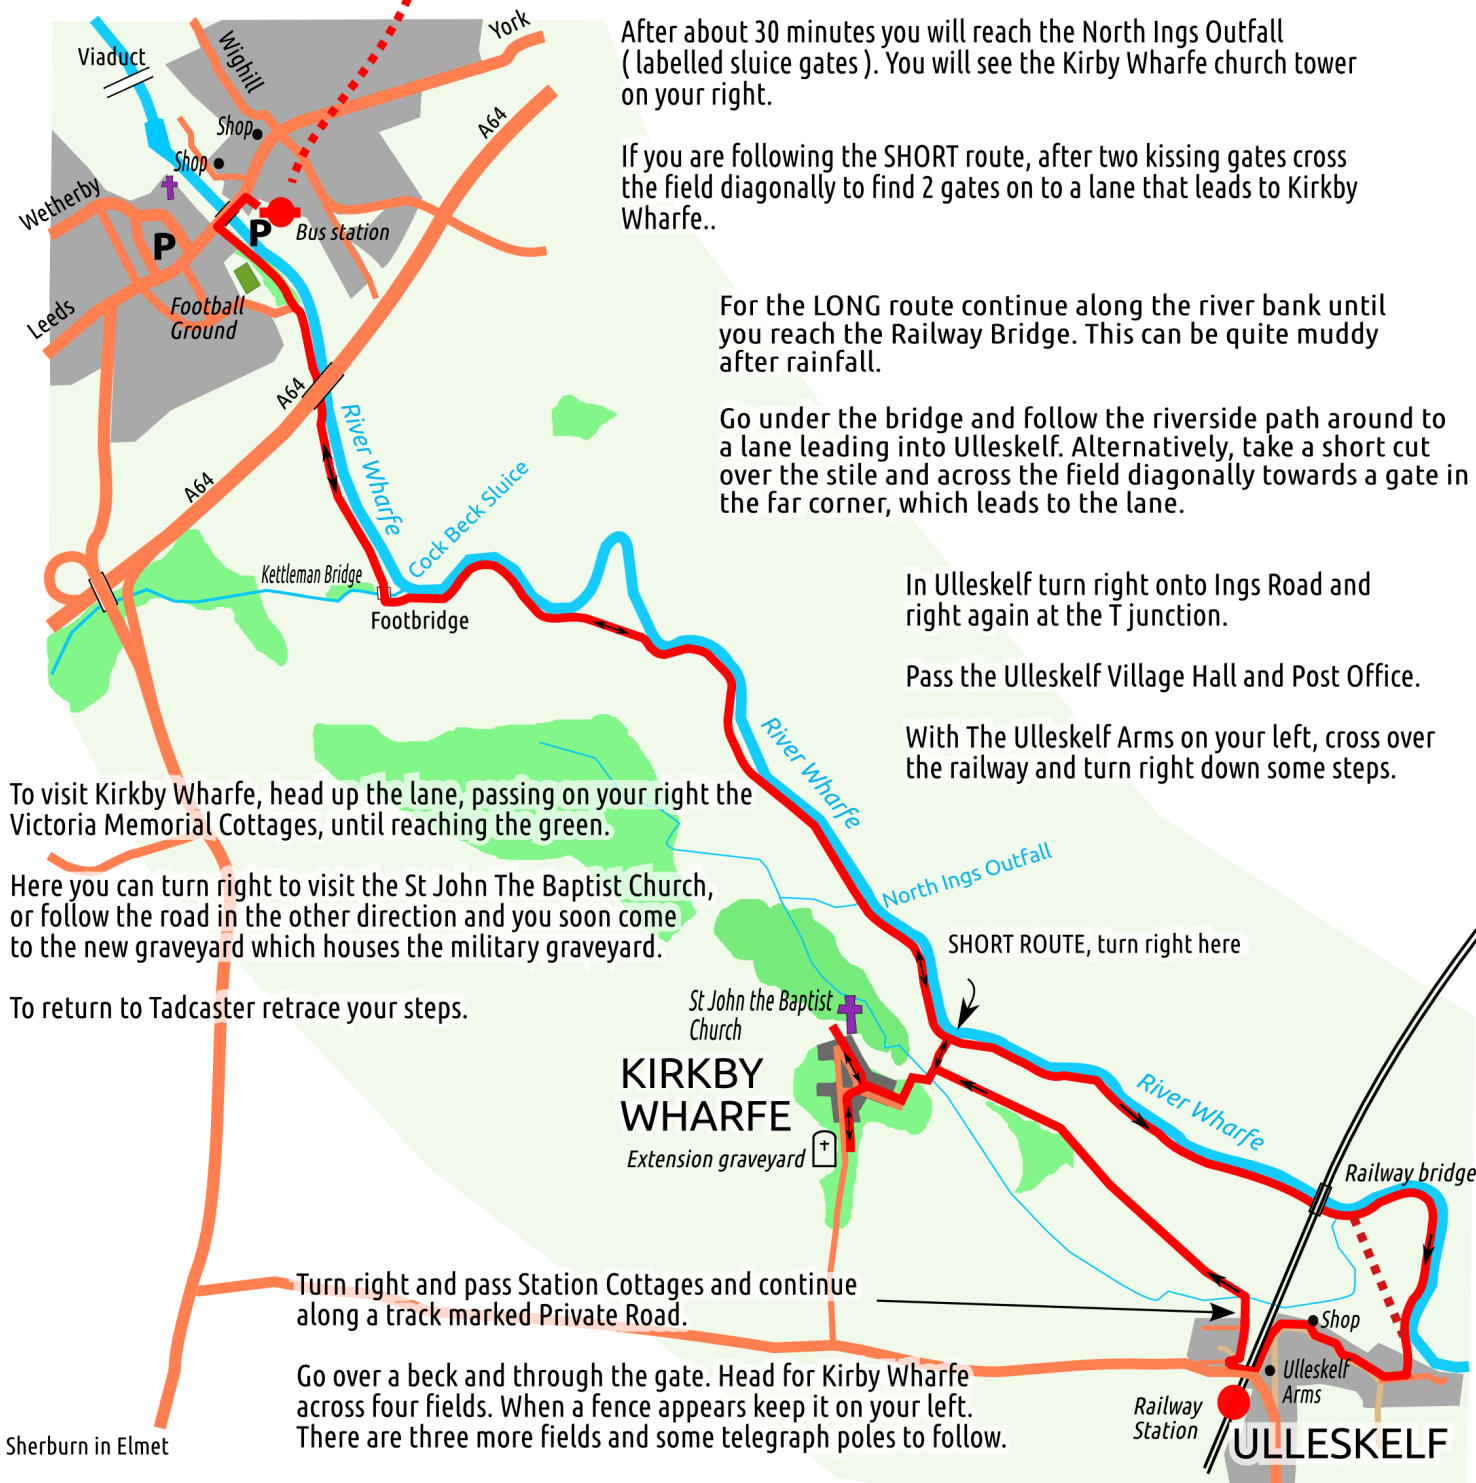 Viaduct
Wighill
York
A64
Shop
Shop
Wetherby
P
P
Bus station
Leeds
Football
Ground
A64
River Wharfe
A64
Cock Beck Sluice
Kettleman Bridge
Footbridge
After about 30 minutes you will reach the North Ings Outfall
( labelled sluice gates ). You will see the Kirby Wharfe church tower
on your right.
If you are following the SHORT route, after two kissing gates cross
the field diagonally to find 2 gates on to a lane that leads to Kirkby
Wharfe..
For the LONG route continue along the river bank until
you reach the Railway Bridge. This can be quite muddy
after rainfall.
Go under the bridge and follow the riverside path around to
a lane leading into Ulleskelf. Alternatively, take a short cut
over the stile and across the field diagonally towards a gate in
the far corner, which leads to the lane.
In Ulleskelf turn right onto Ings Road and
right again at the T junction.
Pass the Ulleskelf Village Hall and Post Office.
With The Ulleskelf Arms on your left, cross over
the railway and turn right down some steps.
River Wharfe
To visit Kirkby Wharfe, head up the lane, passing on your right the
Victoria Memorial Cottages, until reaching the green.
Here you can turn right to visit the St John The Baptist Church,
or follow the road in the other direction and you soon come
to the new graveyard which houses the military graveyard.
To return to Tadcaster retrace your steps.
North Ings Outfall
SHORT ROUTE, turn right here
St John the Baptist
Church
KIRKBY
WHARFE
Extension graveyard
River Wharfe
Railway bridge
Turn right and pass Station Cottages and continue
along a track marked Private Road.
Go over a beck and through the gate. Head for Kirby Wharfe
across four fields. When a fence appears keep it on your left.
There are three more fields and some telegraph poles to follow.
Shop
Ulleskelf
Arms
Railway
Station
ULLESKELF
Sherburn in Elmet